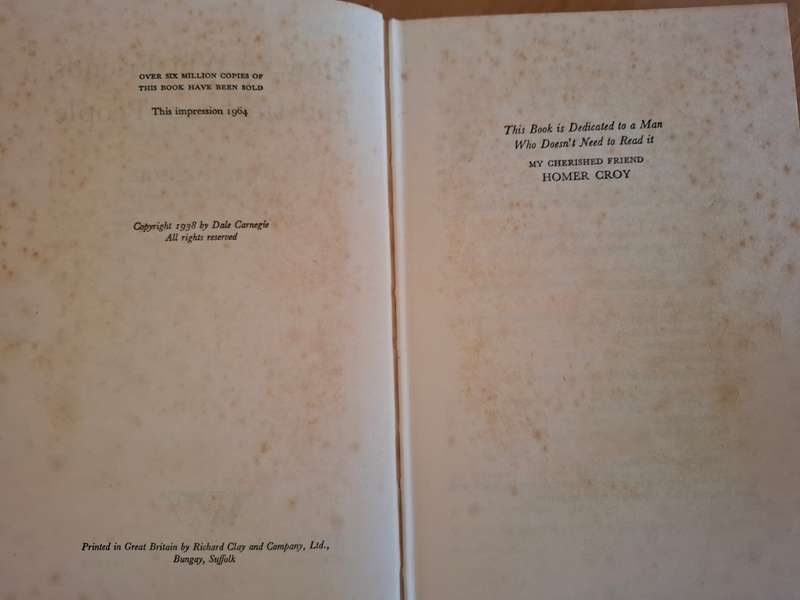 OVER SIX MILLION COPIES OF
THIS BOOK HAVE BEEN SOLD
This impression 1964
Copyright 1938 by Dale Carnegie
All rights reserved
Printed in Great Britain by Richard Clay and Company, Ltd.,
Bungay, Suffolk
This Book is Dedicated to a Man
Who Doesn't Need to Read it
MY CHERISHED FRIEND
HOMER CROY